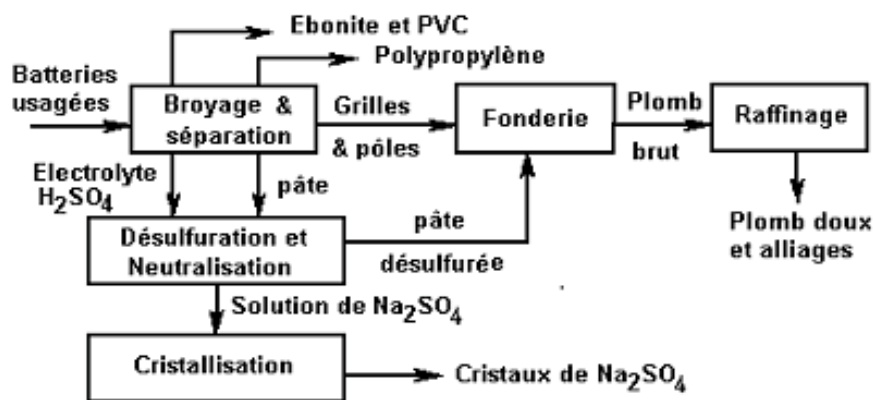 Ebonite et PVC
Polypropylène
Batteries
usagées
Broyage &
séparation
Grilles
& pôles
Fonderie
Plomb
brut
Raffinage
Electrolyte
H₂SO₄
pâte
Plomb doux
et alliages
Désulfuration et
Neutralisation
pâte
désulfurée
Solution de Na₂SO₄
Cristallisation
Cristaux de Na₂SO₄